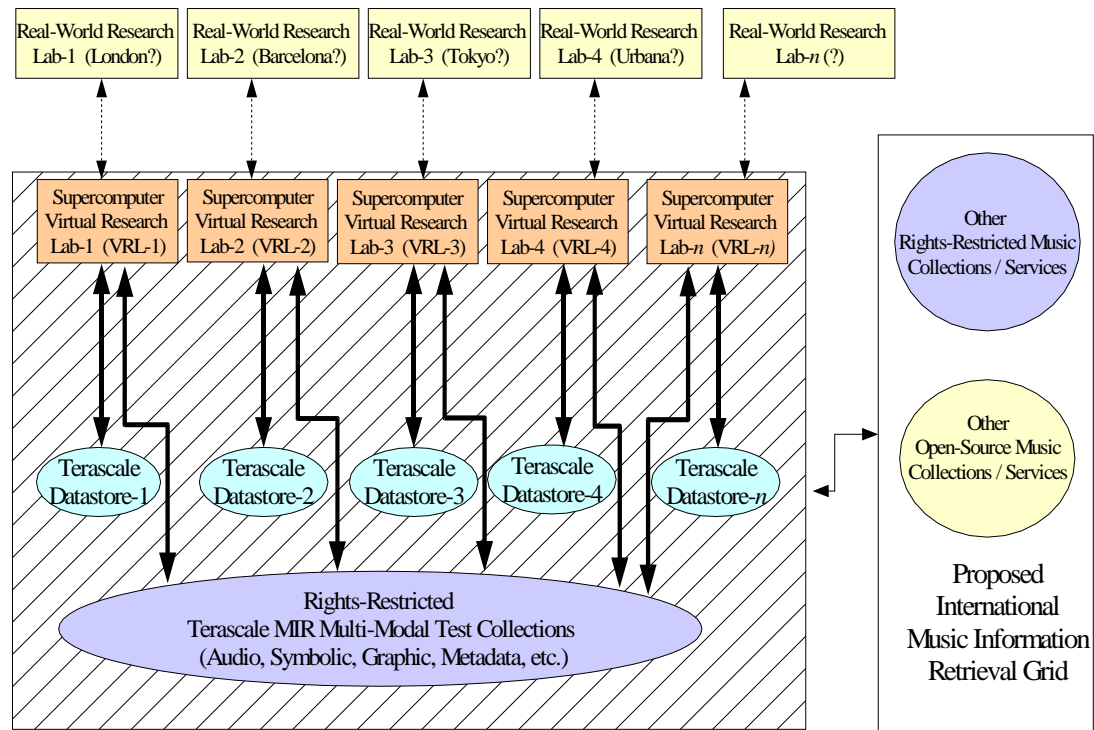 Real-World Research
Lab-1 (London?)
Real-World Research
Lab-2 (Barcelona?)
Real-World Research
Lab-3 (Tokyo?)
Real-World Research
Lab-4 (Urbana?)
Real-World Research
Lab-n (?)
Supercomputer
Virtual Research
Lab-1 (VRL-1)
Supercomputer
Virtual Research
Lab-2 (VRL-2)
Supercomputer
Virtual Research
Lab-3 (VRL-3)
Supercomputer
Virtual Research
Lab-4 (VRL-4)
Supercomputer
Virtual Research
Lab-n (VRL-n)
Terascale
Datastore-1
Terascale
Datastore-2
Terascale
Datastore-3
Terascale
Datastore-4
Terascale
Datastore-n
Rights-Restricted
Terascale MIR Multi-Modal Test Collections
(Audio, Symbolic, Graphic, Metadata, etc.)
Other
Rights-Restricted Music
Collections / Services
Other
Open-Source Music
Collections / Services
Proposed
International
Music Information
Retrieval Grid